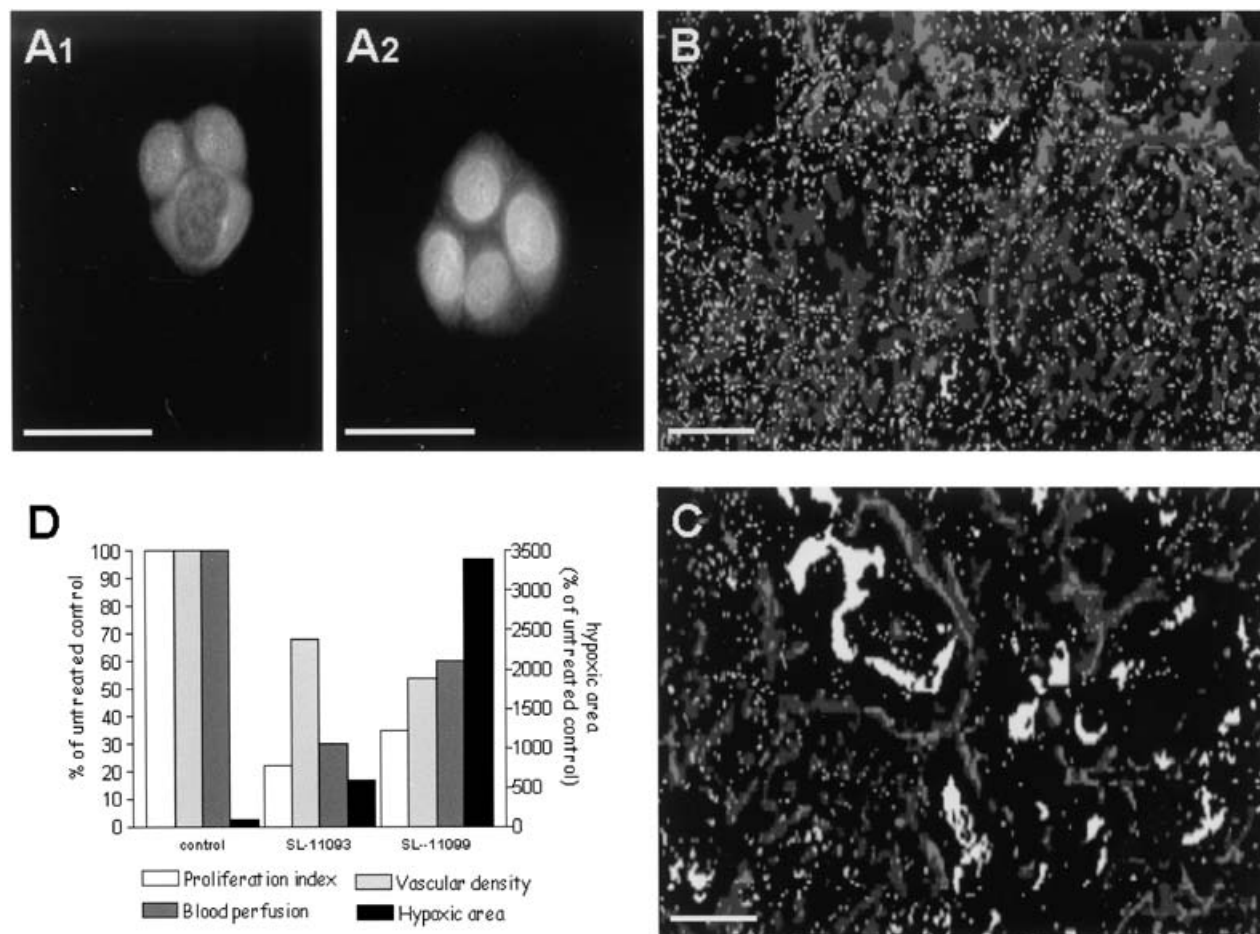 A1
A2
B
D
% of untreated control
100
90
80
70
60
50
40
30
20
10
0
3500
3000
2500
2000
1500
1000
500
0
hypoxic area
(% of untreated control)
control
SL-11093
SL--11099
Proliferation index
Vascular density
Blood perfusion
Hypoxic area
C